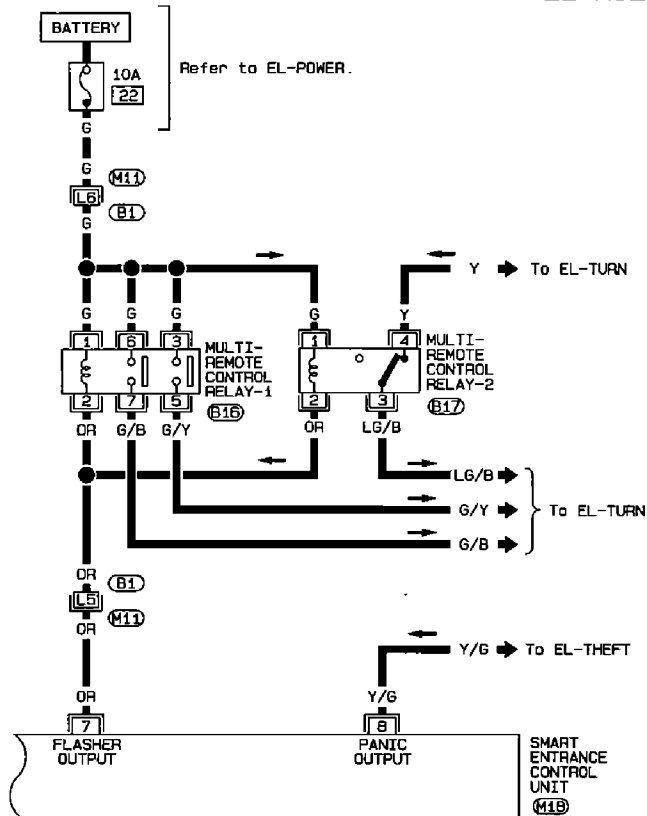 BATTERY
10A
22
Refer to EL-POWER.
G
G
M11
L6
B1
G
Y To EL-TURN
G G G G Y
1 6 3 1 4
MULTI-
REMOTE
CONTROL
RELAY-1
B16
MULTI-
REMOTE
CONTROL
RELAY-2
B17
2 7 5 2 3
OR G/B G/Y OR LG/B
LG/B
G/Y To EL-TURN
G/B
OR B1
L5
OR M11
Y/G To EL-THEFT
OR Y/G
7 8
FLASHER
OUTPUT
PANIC
OUTPUT
SMART
ENTRANCE
CONTROL
UNIT
M18